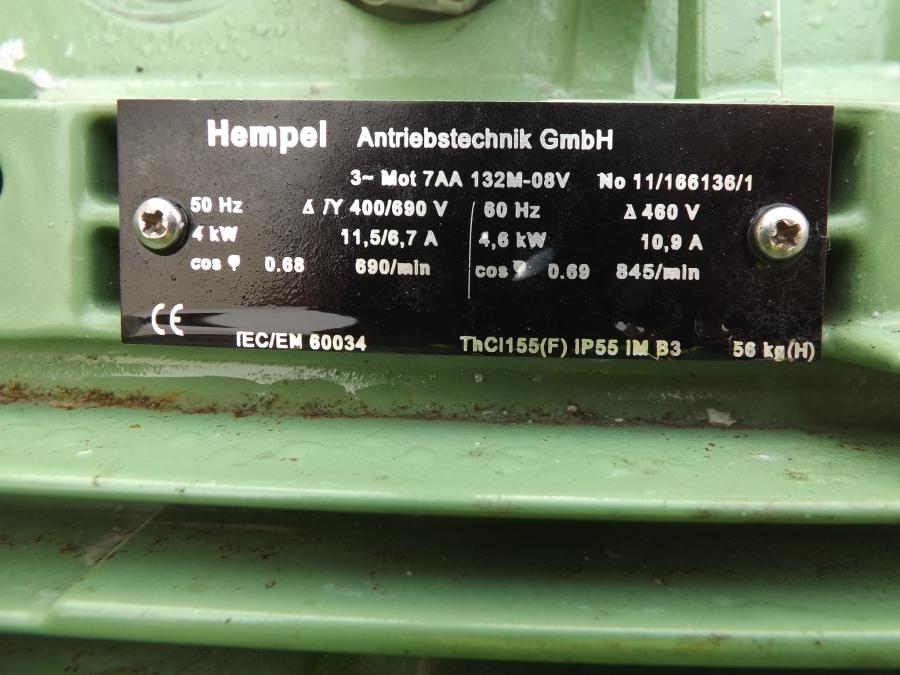 Hempel Antriebstechnik GmbH
3~ Mot 7AA 132M-08V No 11/166136/1
50 Hz Δ/Y 400/690 V 60 Hz Δ 460 V
4 kW 11,5/6,7 A 4,6 kW 10,9 A
cos φ 0.68 690/min cos φ 0.69 845/min
CE
IEC/EN 60034 ThCl155(F) IP55 IM B3 56 kg(H)